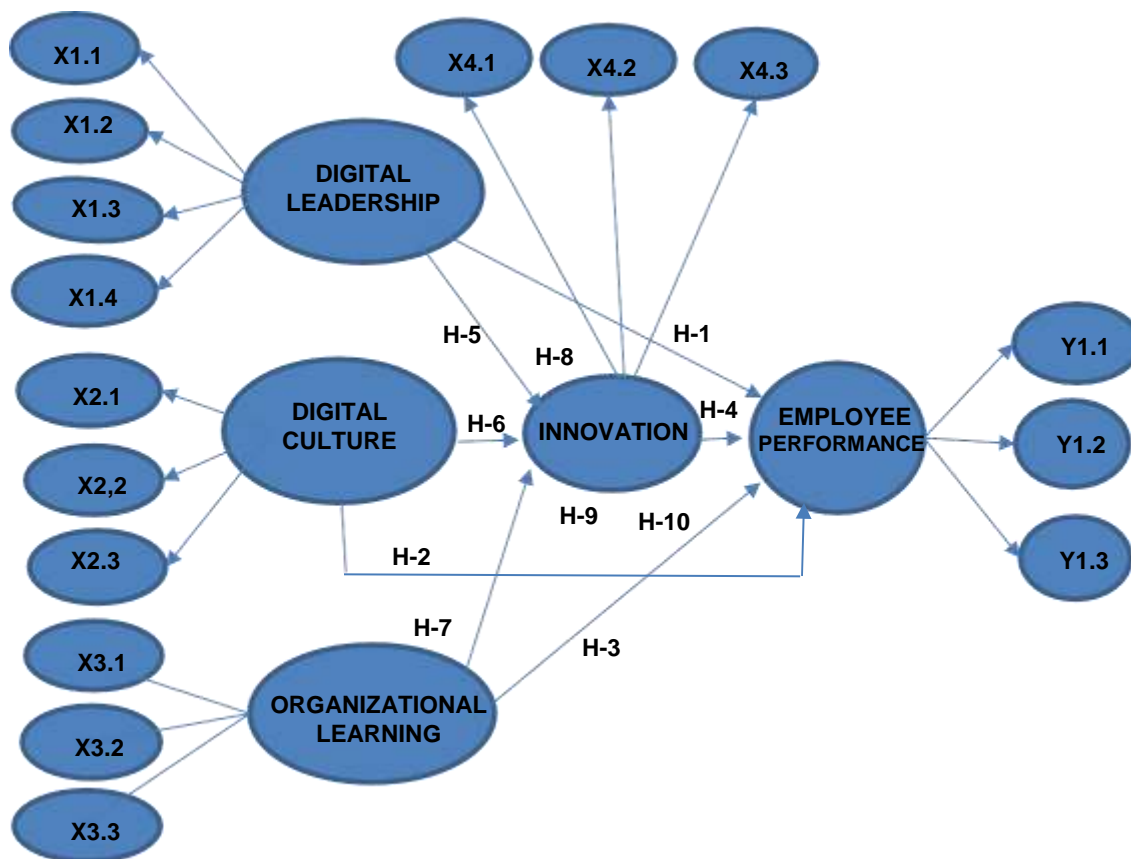 X1.1
X1.2
X1.3
X1.4
DIGITAL
LEADERSHIP
X4.1
X4.2
X4.3
H-5
H-8
H-1
X2.1
X2,2
X2.3
DIGITAL
CULTURE
H-6
INNOVATION
H-4
EMPLOYEE
PERFORMANCE
Y1.1
Y1.2
Y1.3
H-9
H-10
H-2
H-7
H-3
X3.1
X3.2
X3.3
ORGANIZATIONAL
LEARNING